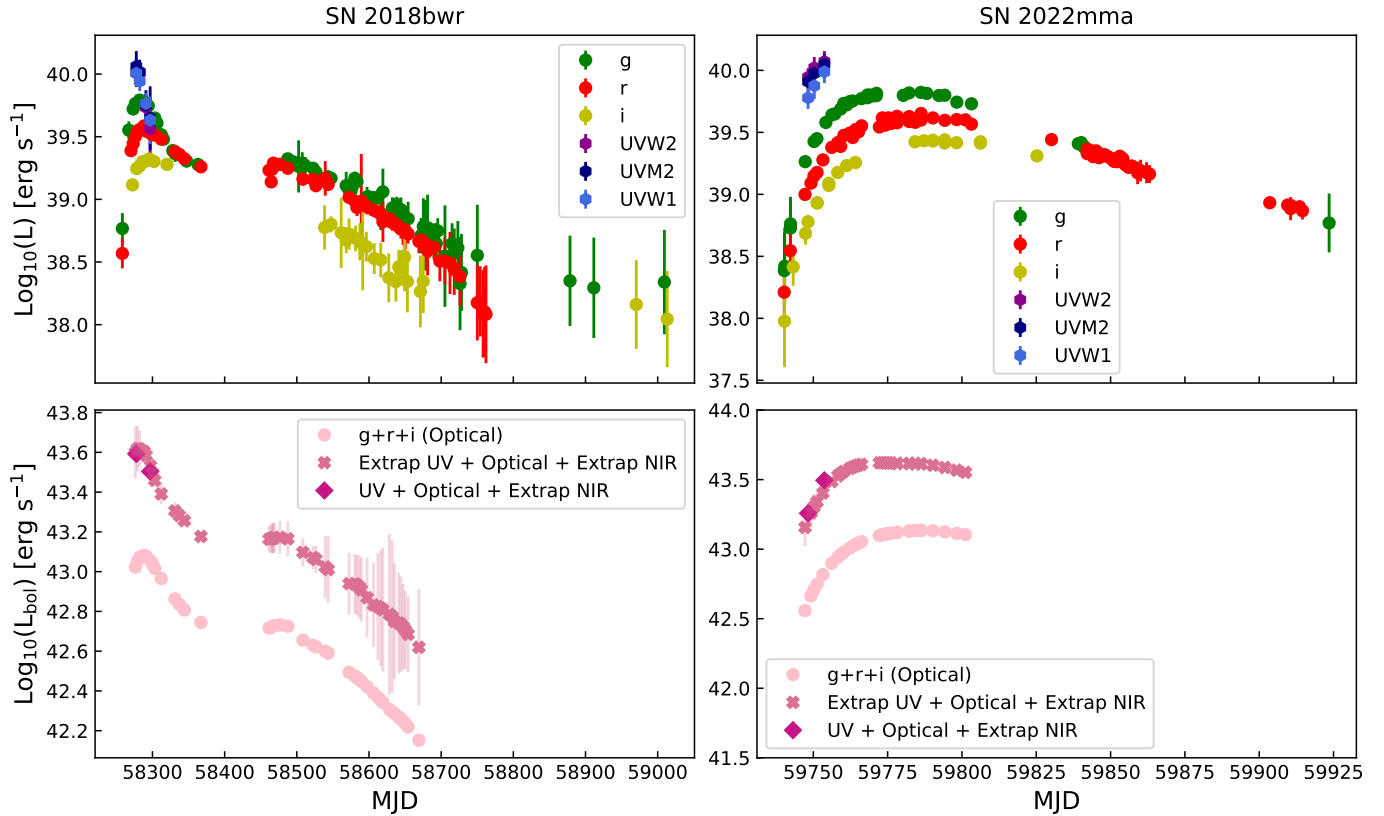 SN 2018bwr
SN 2022mma
Log₁₀(L) [erg s⁻¹]
40.0
39.5
39.0
38.5
38.0
g
r
i
UVW2
UVM2
UVW1
40.0
39.5
39.0
38.5
38.0
37.5
g
r
i
UVW2
UVM2
UVW1
Log₁₀(L_bol) [erg s⁻¹]
43.8
43.6
43.4
43.2
43.0
42.8
42.6
42.4
42.2
g+r+i (Optical)
Extrap UV + Optical + Extrap NIR
UV + Optical + Extrap NIR
58300 58400 58500 58600 58700 58800 58900 59000
MJD
44.0
43.5
43.0
42.5
42.0
41.5
g+r+i (Optical)
Extrap UV + Optical + Extrap NIR
UV + Optical + Extrap NIR
59750 59775 59800 59825 59850 59875 59900 59925
MJD